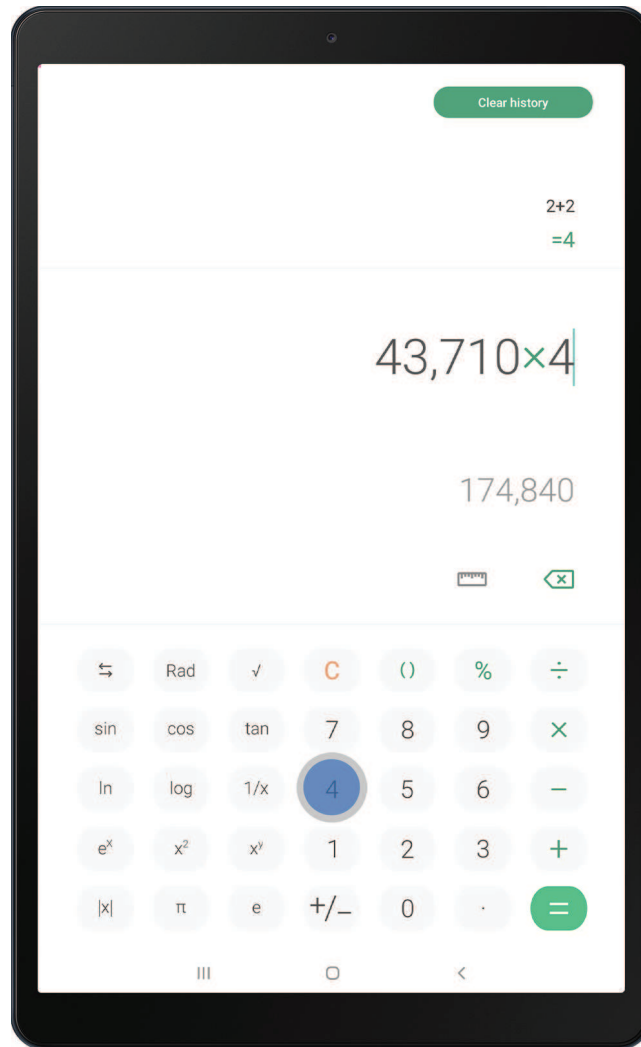 Clear history
2+2
=4
43,710×4
174,840
Rad √ C () % ÷
sin cos tan 7 8 9 ×
ln log 1/x 4 5 6 −
eˣ x² xʸ 1 2 3 +
|x| π e +/− 0 . =